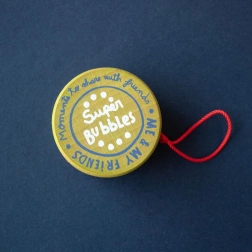 Moments to share with friends
Super
Bubbles
ME & MY FRIENDS